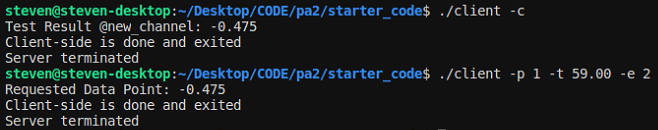 steven@steven-desktop:~/Desktop/CODE/pa2/starter_code$ ./client -c
Test Result @new_channel: -0.475
Client-side is done and exited
Server terminated
steven@steven-desktop:~/Desktop/CODE/pa2/starter_code$ ./client -p 1 -t 59.00 -e 2
Requested Data Point: -0.475
Client-side is done and exited
Server terminated